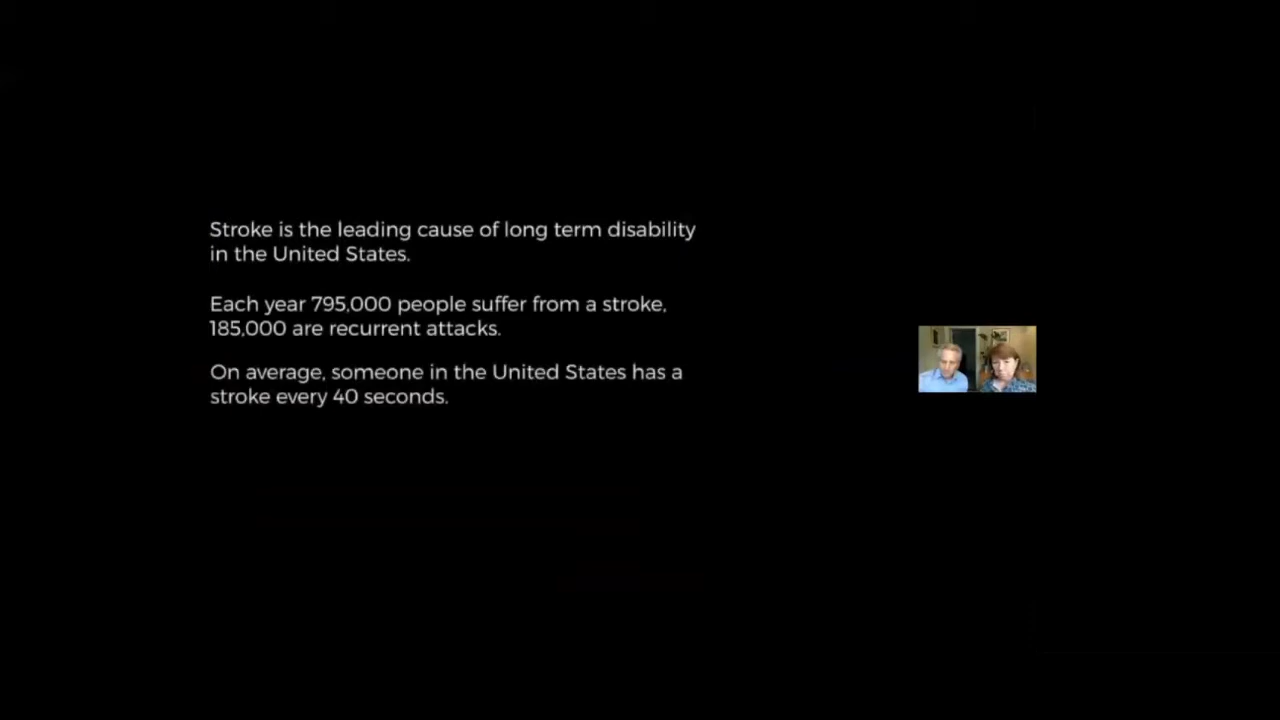 Stroke is the leading cause of long term disability
in the United States.
Each year 795,000 people suffer from a stroke,
185,000 are recurrent attacks.
On average, someone in the United States has a
stroke every 40 seconds.